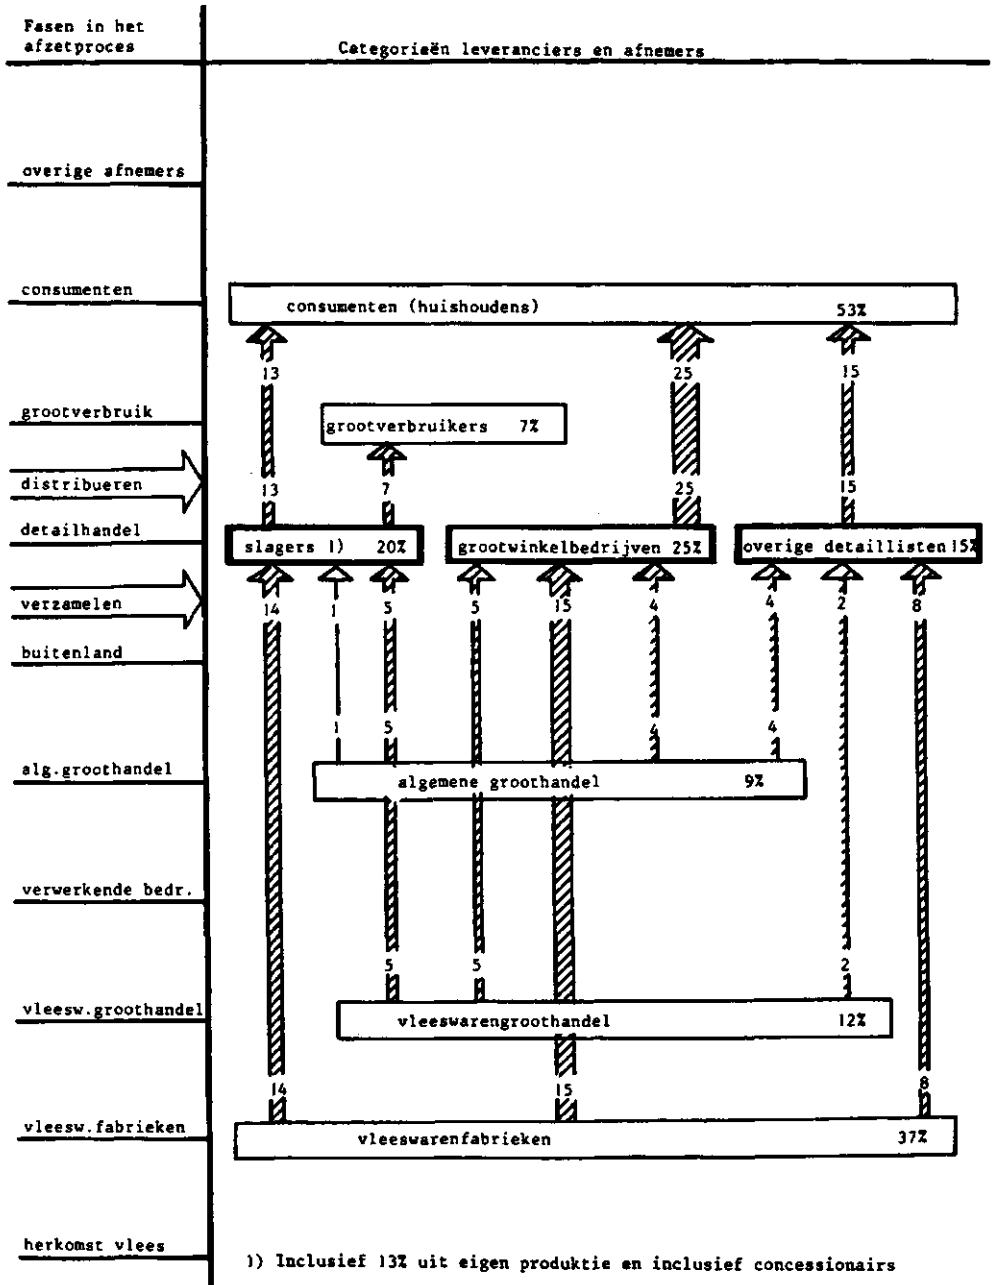 Fasen in het
afzetproces
Categorieën leveranciers en afnemers
overige afnemers
consumenten
consumenten (huishoudens) 53%
13 25 15
grootverbruik
grootverbruikers 7%
distribueren
13 7 25 15
detailhandel
slagers 1) 20%
grootwinkelbedrijven 25%
overige detaillisten 15%
verzamelen
14 1 5 5 15 4 4 2 8
buitenland
1 5 4 4
alg.groothandel
algemene groothandel 9%
verwerkende bedr.
5 5 2
vleesw.groothandel
vleeswarengroothandel 12%
14 15 8
vleesw.fabrieken
vleeswarenfabrieken 37%
herkomst vlees
1) Inclusief 13% uit eigen produktie en inclusief concessionairs